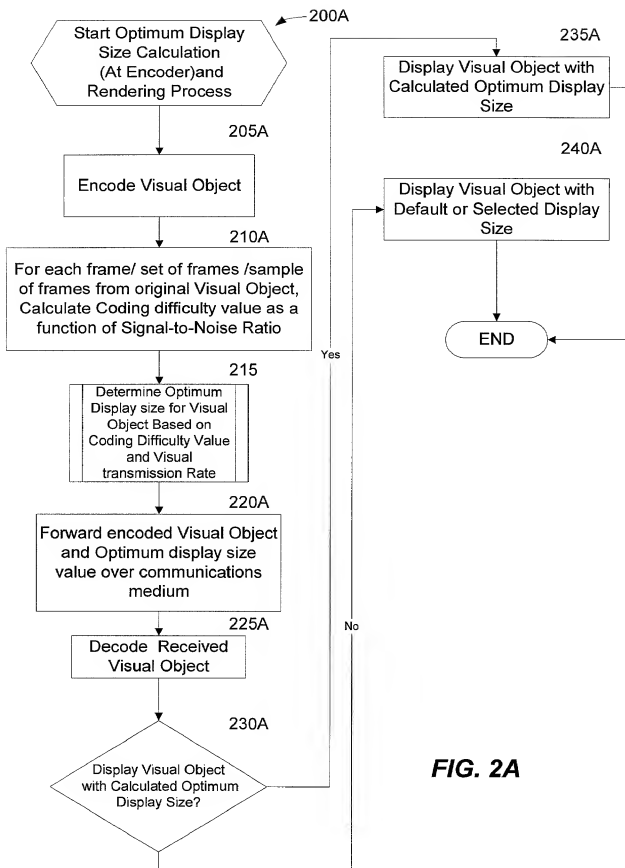 200A
Start Optimum Display
Size Calculation
(At Encoder)and
Rendering Process
205A
Encode Visual Object
210A
For each frame/ set of frames /sample
of frames from original Visual Object,
Calculate Coding difficulty value as a
function of Signal-to-Noise Ratio
215
Determine Optimum
Display size for Visual
Object Based on
Coding Difficulty Value
and Visual
transmission Rate
220A
Forward encoded Visual Object
and Optimum display size
value over communications
medium
225A
Decode Received
Visual Object
230A
Display Visual Object
with Calculated Optimum
Display Size?
Yes
No
235A
Display Visual Object with
Calculated Optimum Display
Size
240A
Display Visual Object with
Default or Selected Display
Size
END
FIG. 2A